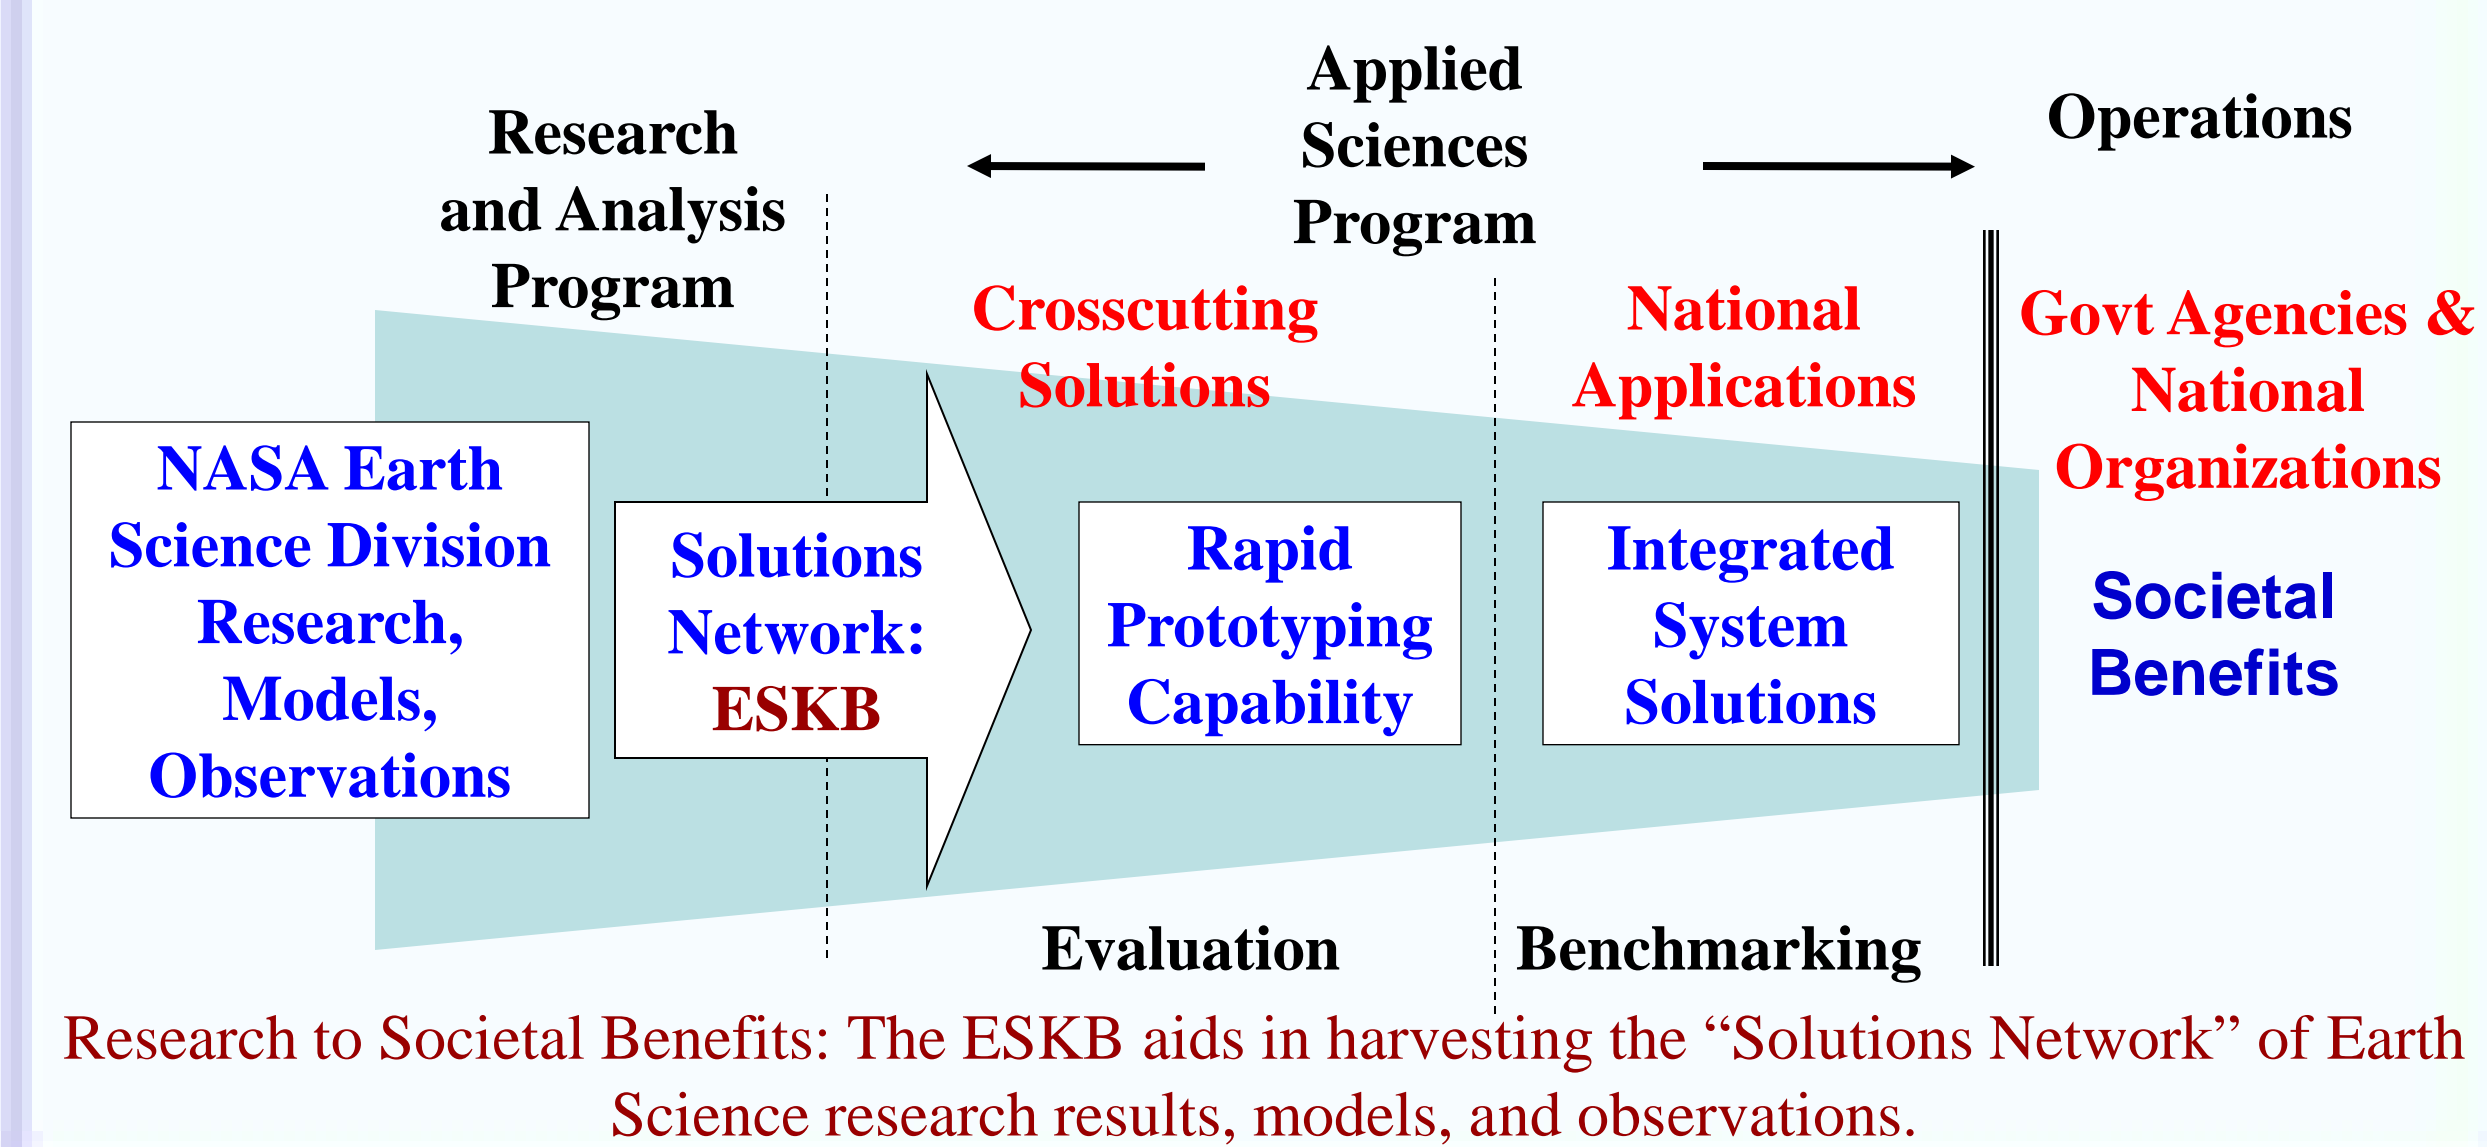 Research
and Analysis
Program
Applied
Sciences
Program
Operations
Crosscutting
Solutions
National
Applications
Govt Agencies &
National
Organizations
NASA Earth
Science Division
Research,
Models,
Observations
Solutions
Network:
ESKB
Rapid
Prototyping
Capability
Integrated
System
Solutions
Societal
Benefits
Evaluation
Benchmarking
Research to Societal Benefits: The ESKB aids in harvesting the “Solutions Network” of Earth
Science research results, models, and observations.